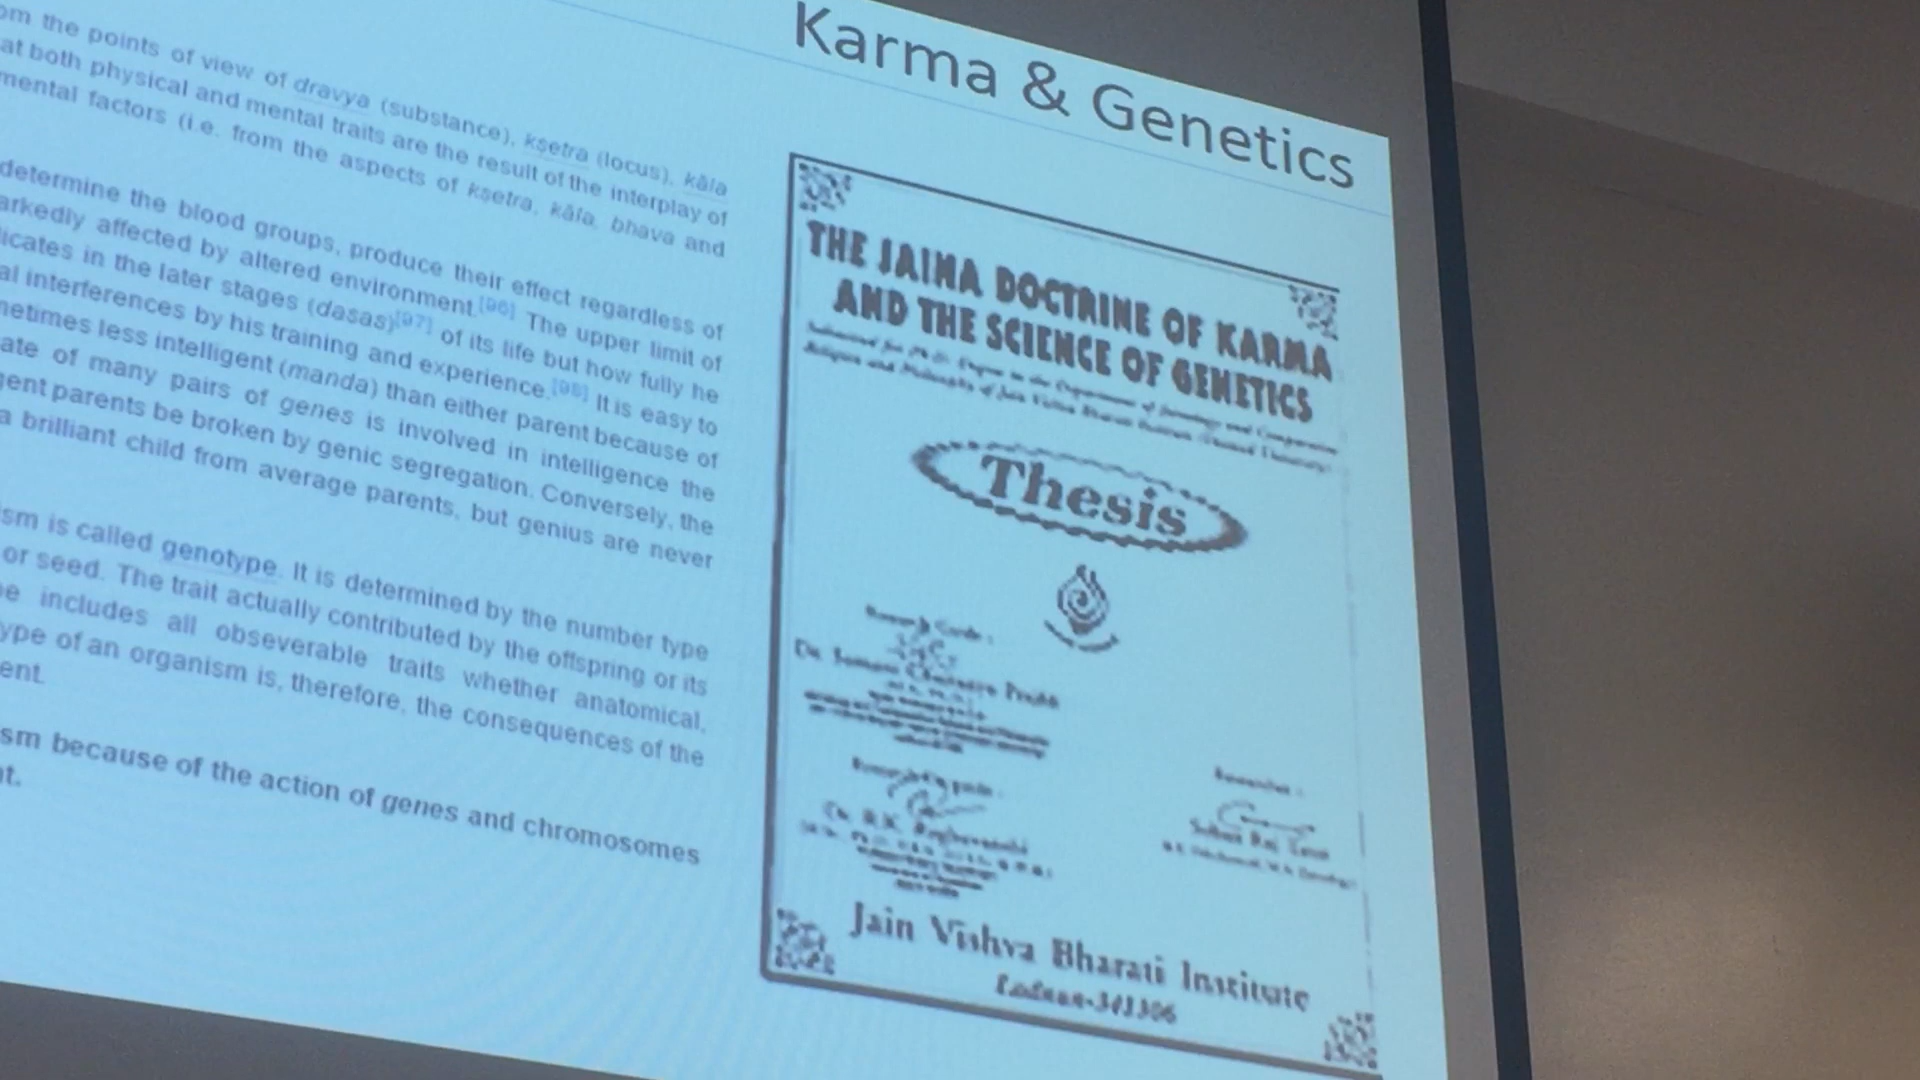 Karma & Genetics
om the points of view of dravya (substance), kṣetra (locus), kāla
at both physical and mental traits are the result of the interplay of
mental factors (i.e. from the aspects of kṣetra, kāla, bhava and
determine the blood groups, produce their effect regardless of
arkedly affected by altered environment.[96] The upper limit of
licates in the later stages (dasas)[97] of its life but how fully he
al interferences by his training and experience.[98] It is easy to
netimes less intelligent (manda) than either parent because of
ate of many pairs of genes is involved in intelligence the
gent parents be broken by genic segregation. Conversely, the
a brilliant child from average parents, but genius are never
sm is called genotype. It is determined by the number type
or seed. The trait actually contributed by the offspring or its
e includes all obseverable traits whether anatomical,
ype of an organism is, therefore, the consequences of the
ent.
sm because of the action of genes and chromosomes
t.
THE JAINA DOCTRINE OF KARMA
AND THE SCIENCE OF GENETICS
Thesis
Research Guide :
Jain Vishva Bharati Institute
Ladnun-341306